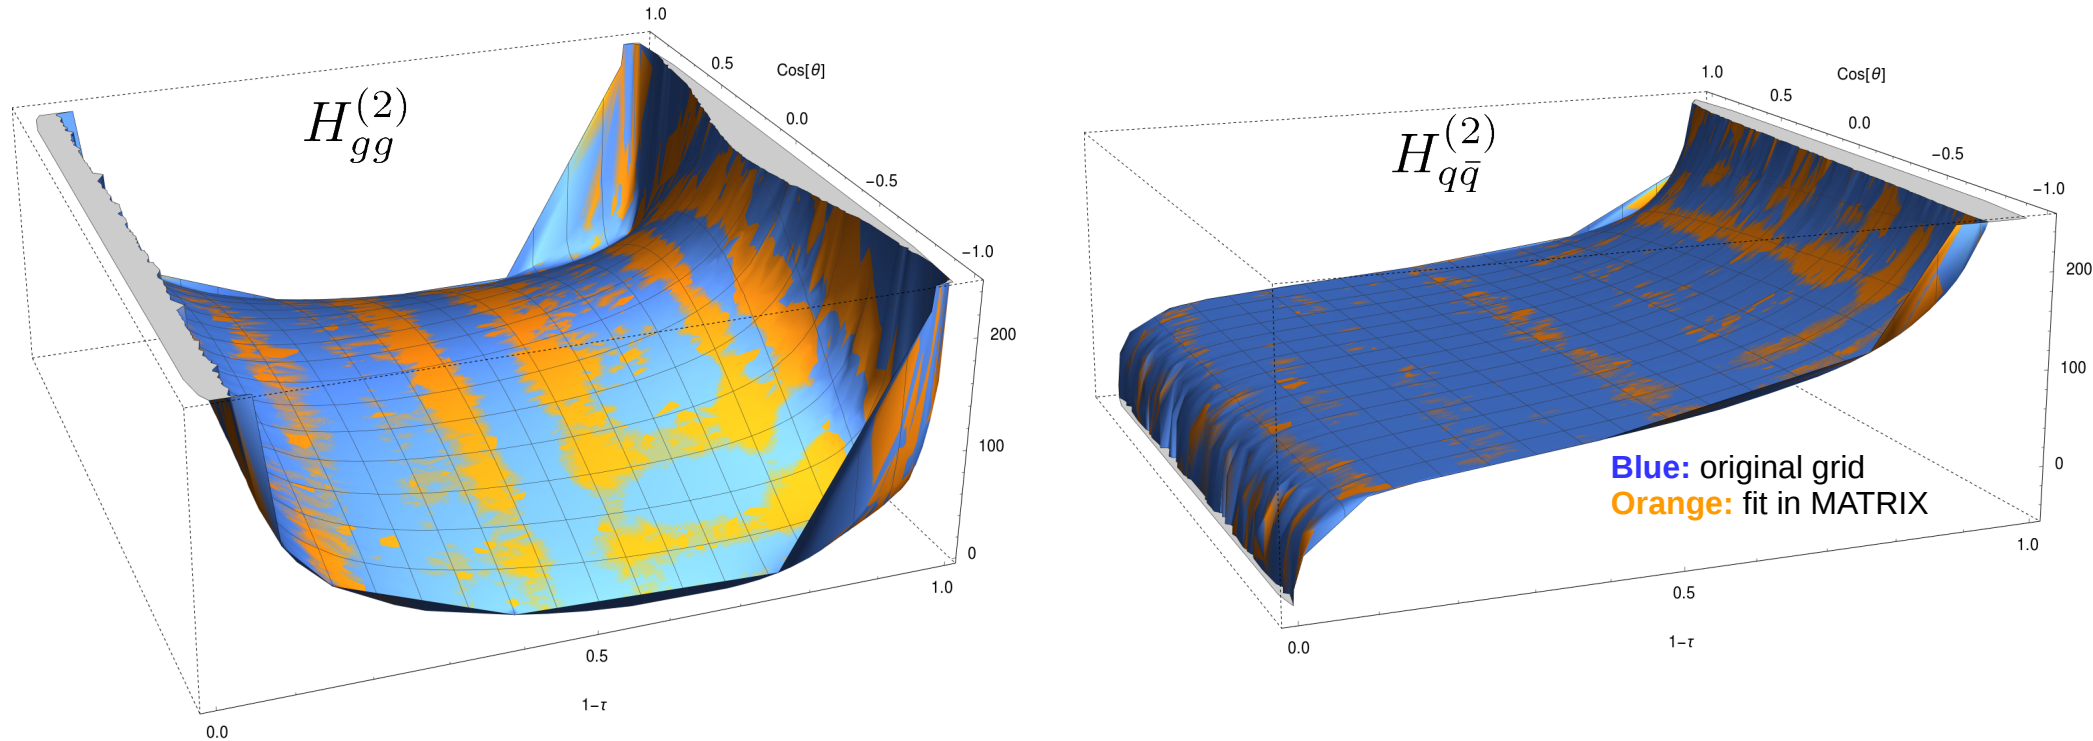 H_{gg}^{(2)}
1.0
0.5
Cos[θ]
0.0
−0.5
−1.0
200
100
0
0.0
0.5
1.0
1−τ
H_{q\bar{q}}^{(2)}
1.0
0.5
Cos[θ]
0.0
−0.5
−1.0
200
100
0
Blue: original grid
Orange: fit in MATRIX
0.0
0.5
1.0
1−τ